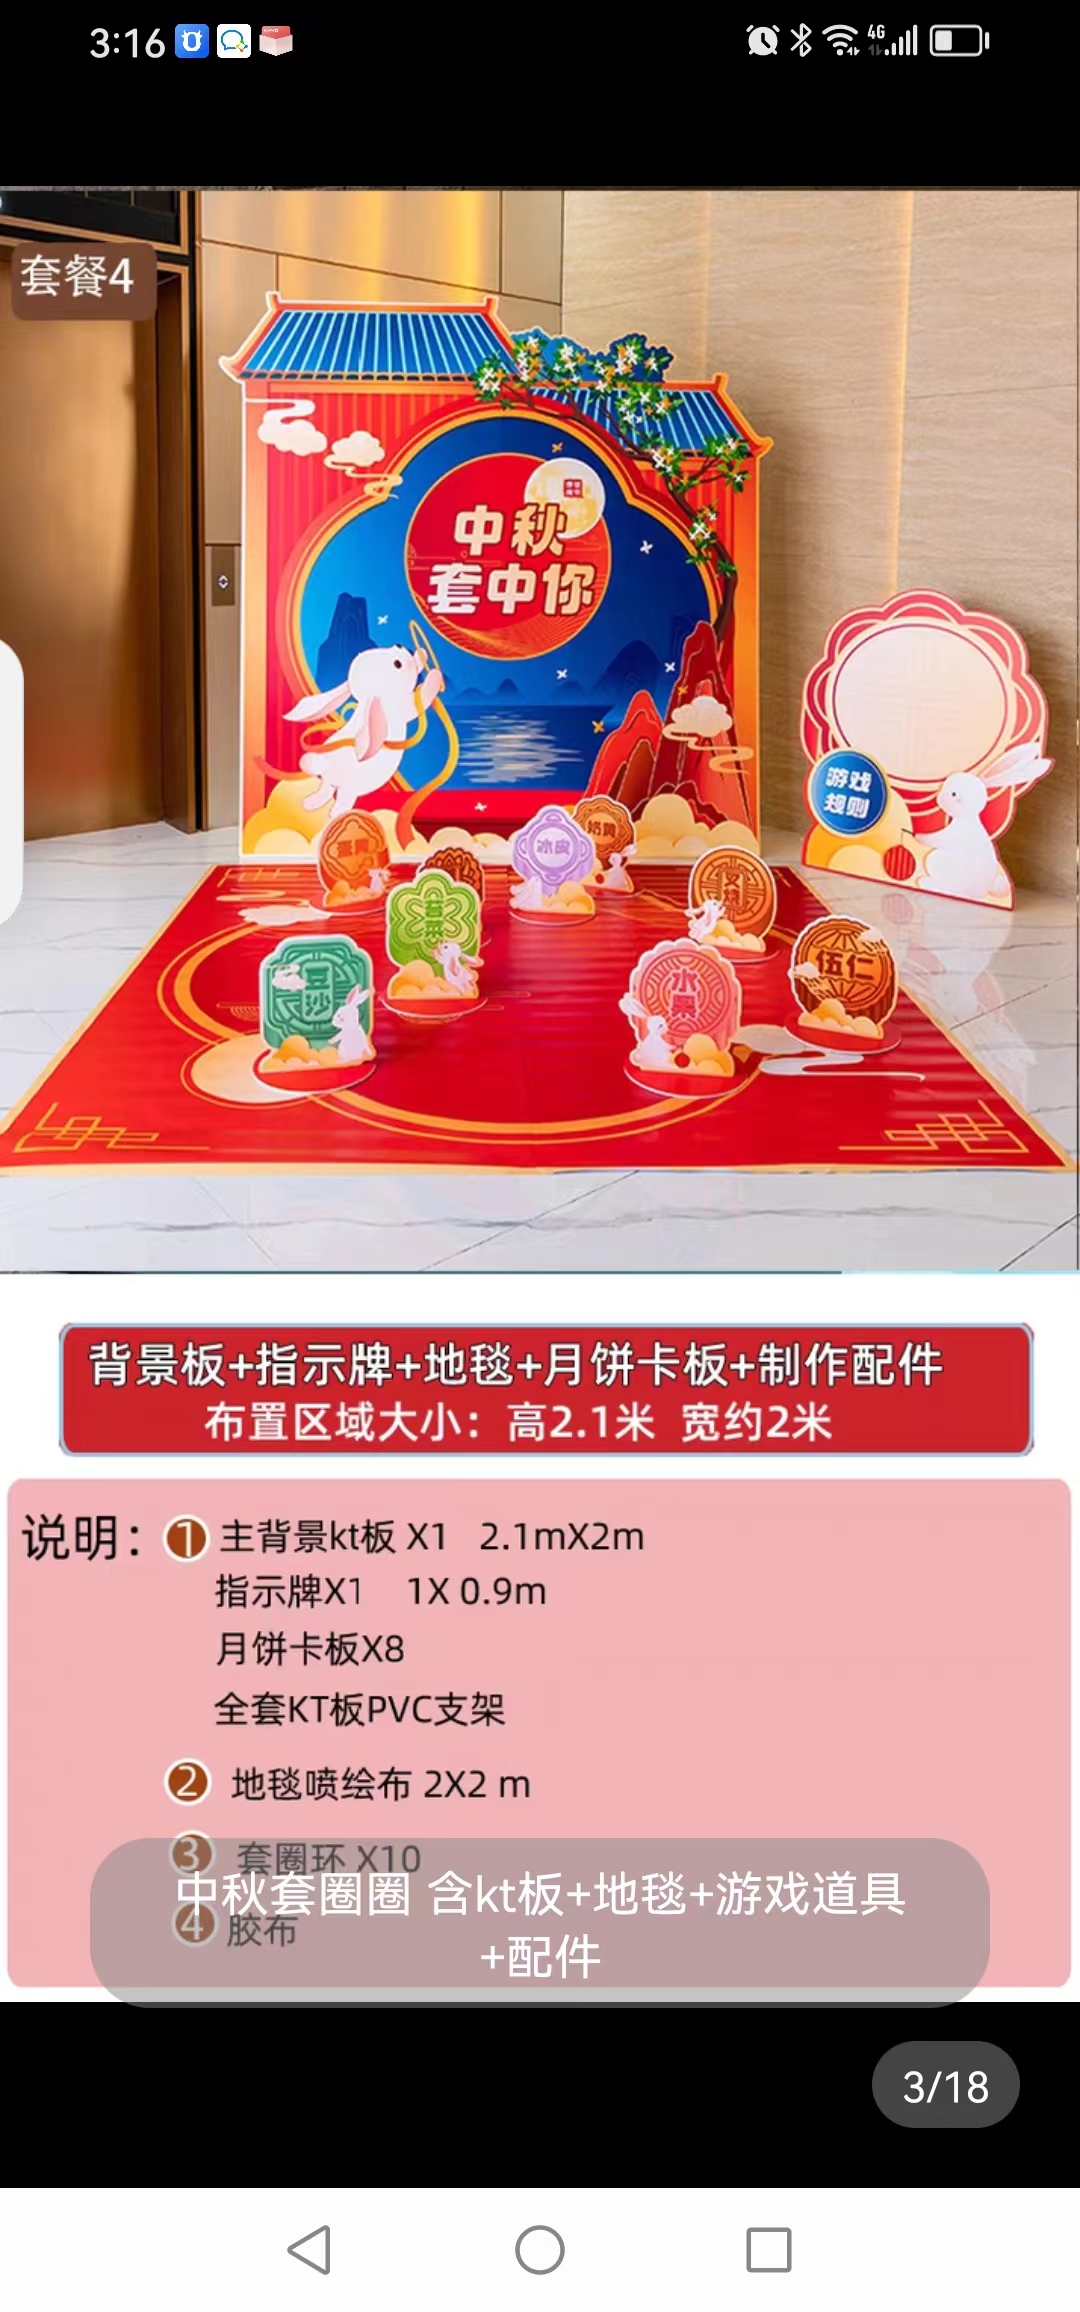 3:16
4G
套餐4
中秋
套中你
游戏
规则
蛋黄
冰皮
奶黄
豆沙
水果
伍仁
背景板+指示牌+地毯+月饼卡板+制作配件
布置区域大小：高2.1米 宽约2米
说明：① 主背景kt板 X1 2.1mX2m
指示牌X1 1X 0.9m
月饼卡板X8
全套KT板PVC支架
② 地毯喷绘布 2X2 m
③ 套圈环 X10
④ 胶布
中秋套圈圈 含kt板+地毯+游戏道具
+配件
3/18